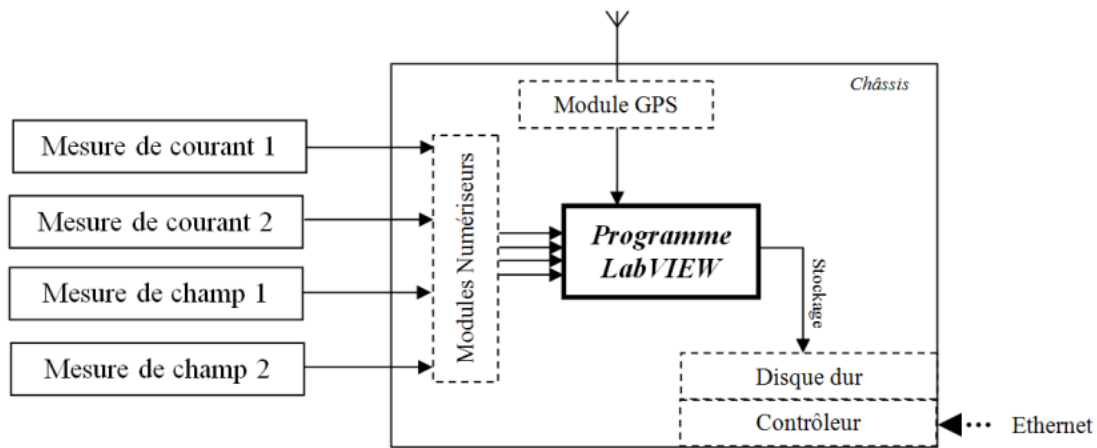 Châssis
Module GPS
Mesure de courant 1
Mesure de courant 2
Mesure de champ 1
Mesure de champ 2
Modules Numériseurs
Programme
LabVIEW
Stockage
Disque dur
Contrôleur
Ethernet